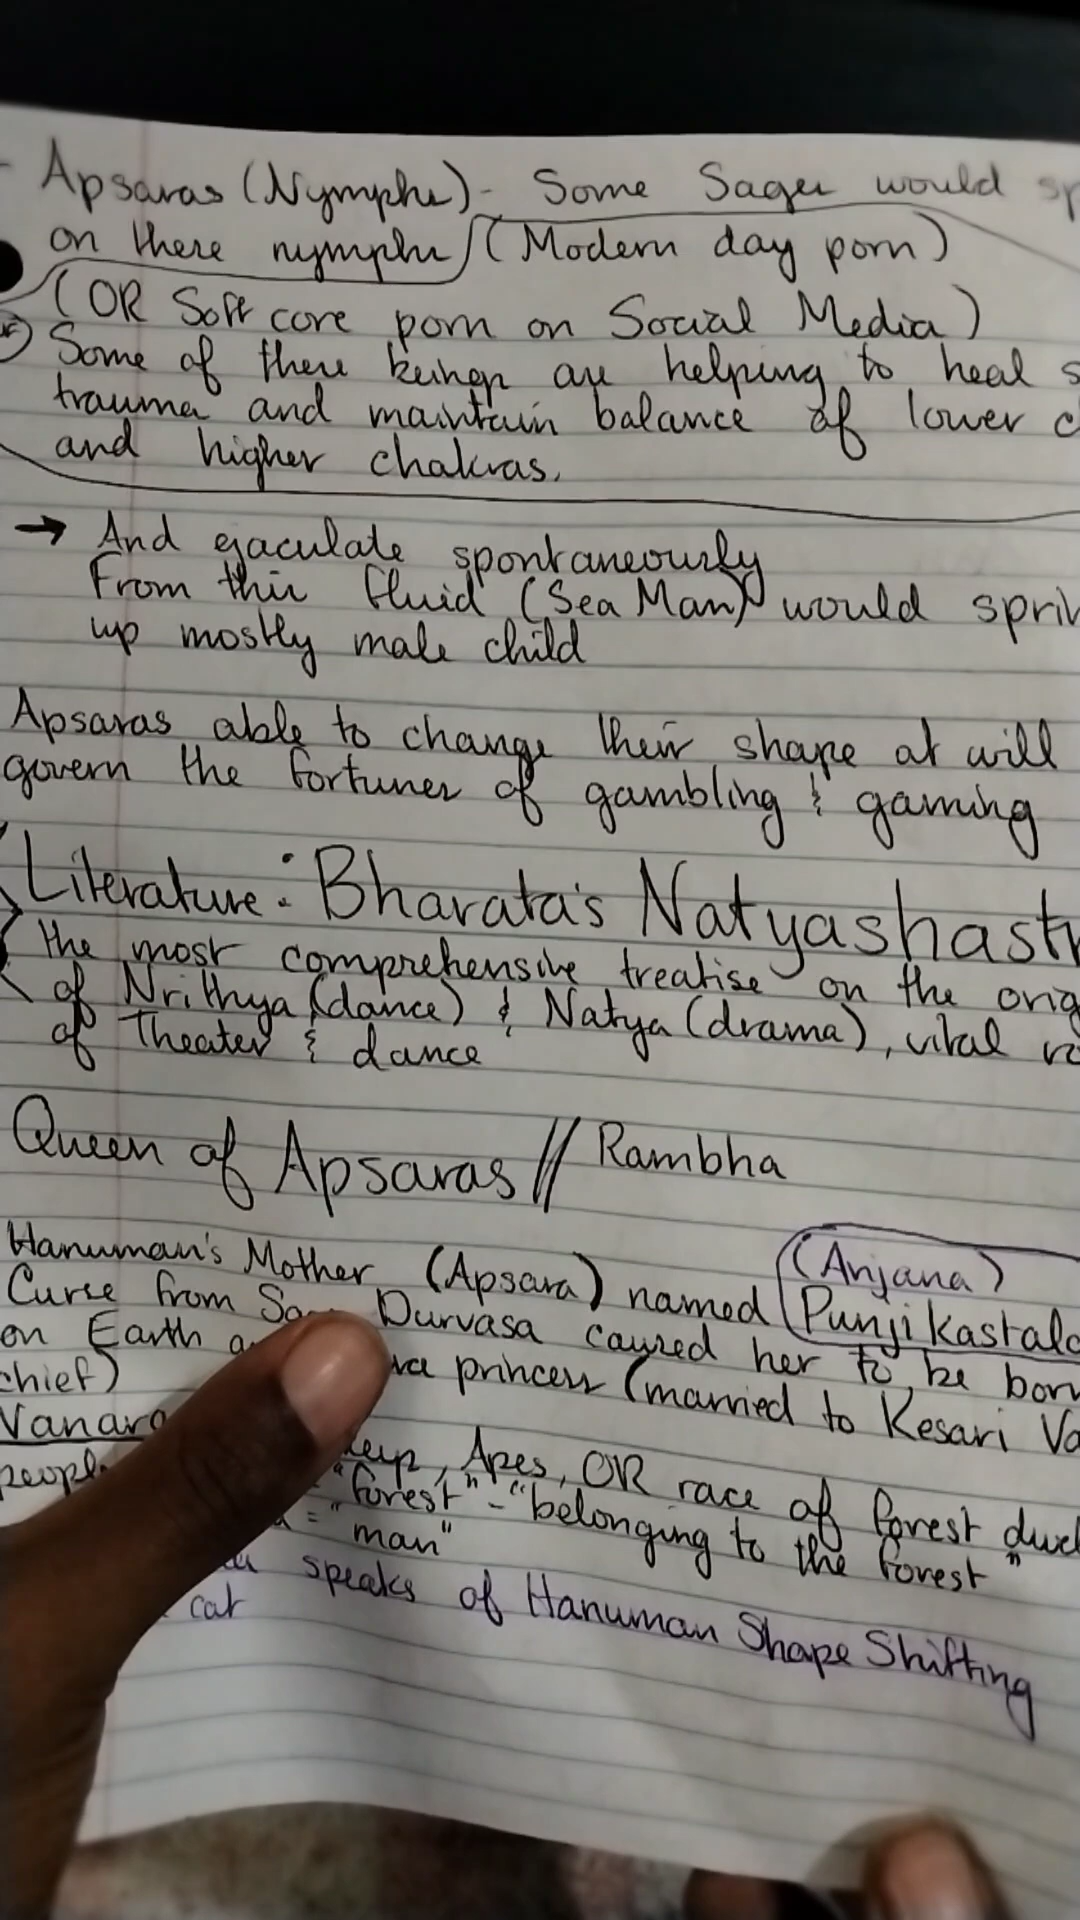 - Apsaras (Nymphs) - Some Sages would
on these nymphs (Modern day porn)
(OR Soft core porn on Social Media)
Some of these beings are helping to heal
trauma and maintain balance of lower
and higher chakras.
→ And ejaculate spontaneously
From this fluid (Sea Man) would
up mostly male child
Apsaras able to change their shape at will
govern the fortunes of gambling & gaming
Literature: Bharata's
the most comprehensive treatise on the
of Nrithya (dance) & Natya (drama), vital
of Theater & dance
Queen of Apsaras // Rambha
(Anjana)
Hanuman's Mother (Apsara) named
Curse from Durvasa caused her to be
on Earth princess (married to Kesari
chief)
Apes, OR race of forest
"forest" - "belonging to the forest"
= "man"
speaks of Hanuman Shape Shifting
cat